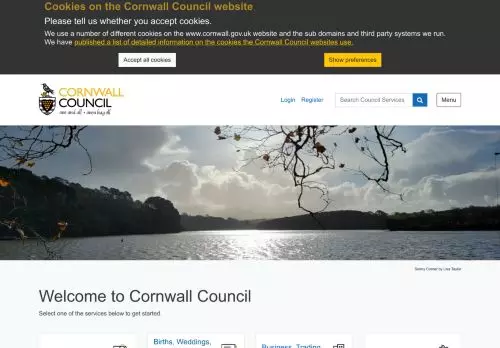 Cookies on the Cornwall Council website
Please tell us whether you accept cookies.
We use a number of different cookies on the www.cornwall.gov.uk website and the sub domains and third party systems we run.
We have published a list of detailed information on the cookies the Cornwall Council websites use.
Accept all cookies
Show preferences
CORNWALL
COUNCIL
one and all • onen hag oll
Login Register Search Council Services Menu
Sunny Corner by Lisa Taylor
Welcome to Cornwall Council
Select one of the services below to get started.
Births, Weddings,
Business, Trading